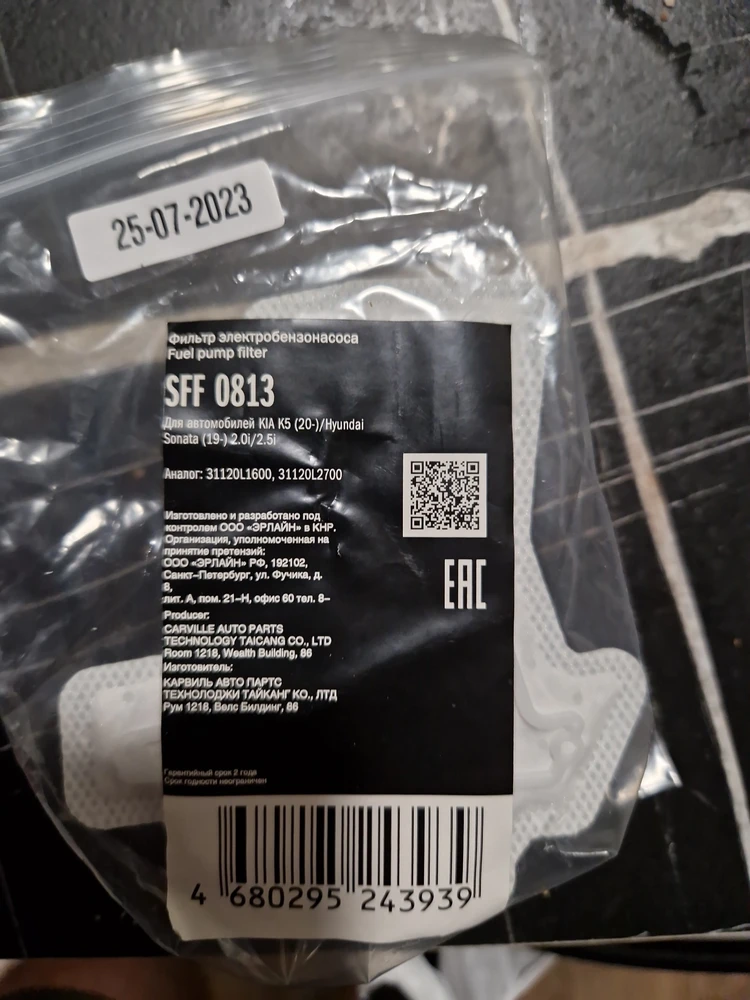 25-07-2023
Фильтр электробензонасоса
Fuel pump filter
SFF 0813
Для автомобилей KIA K5 (20-)/Hyundai
Sonata (19-) 2.0i/2.5i
Аналог: 31120L1600, 31120L2700
Изготовлено и разработано под
контролем ООО «ЭРЛАЙН» в КНР.
Организация, уполномоченная на
принятие претензий:
ООО «ЭРЛАЙН» РФ, 192102,
Санкт-Петербург, ул. Фучика, д.
8,
лит. А, пом. 21-Н, офис 60 тел. 8-
Producer:
CARVILLE AUTO PARTS
TECHNOLOGY TAICANG CO., LTD
Room 1218, Wealth Building, 86
Изготовитель:
КАРВИЛЬ АВТО ПАРТС
ТЕХНОЛОДЖИ ТАЙКАНГ КО., ЛТД
Рум 1218, Велс Билдинг, 86
EAC
Гарантийный срок 2 года
Срок годности неограничен
4 680295 243939